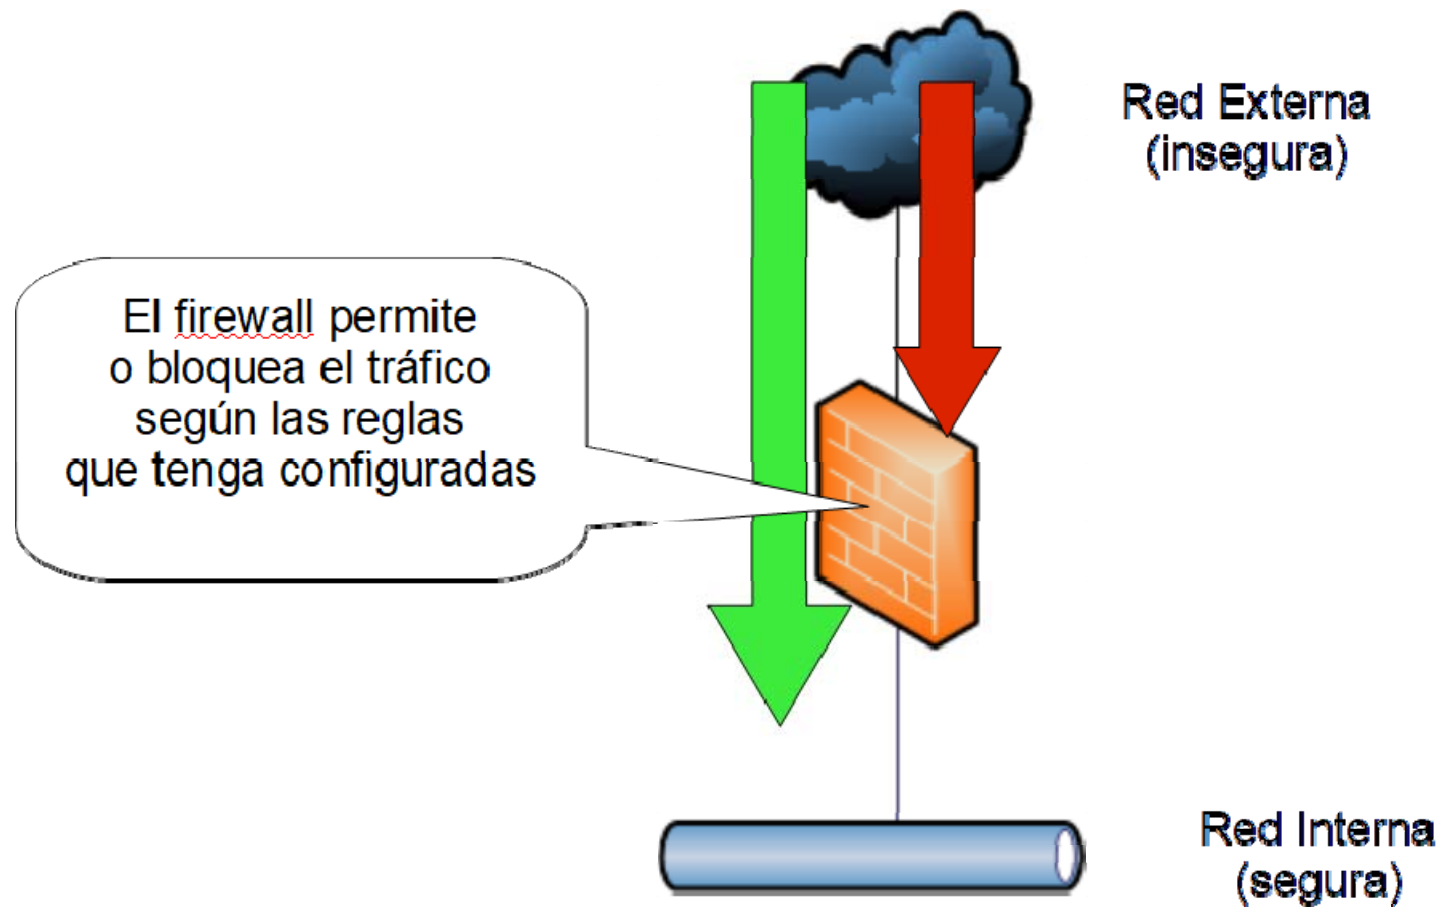 Red Externa
(insegura)
El firewall permite
o bloquea el tráfico
según las reglas
que tenga configuradas
Red Interna
(segura)